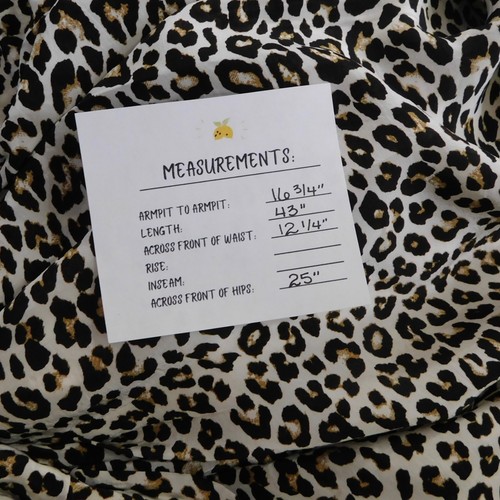 MEASUREMENTS:
ARMPIT TO ARMPIT: 16 3/4"
LENGTH: 43"
ACROSS FRONT OF WAIST: 12 1/4"
RISE:
INSEAM:
ACROSS FRONT OF HIPS: 25"